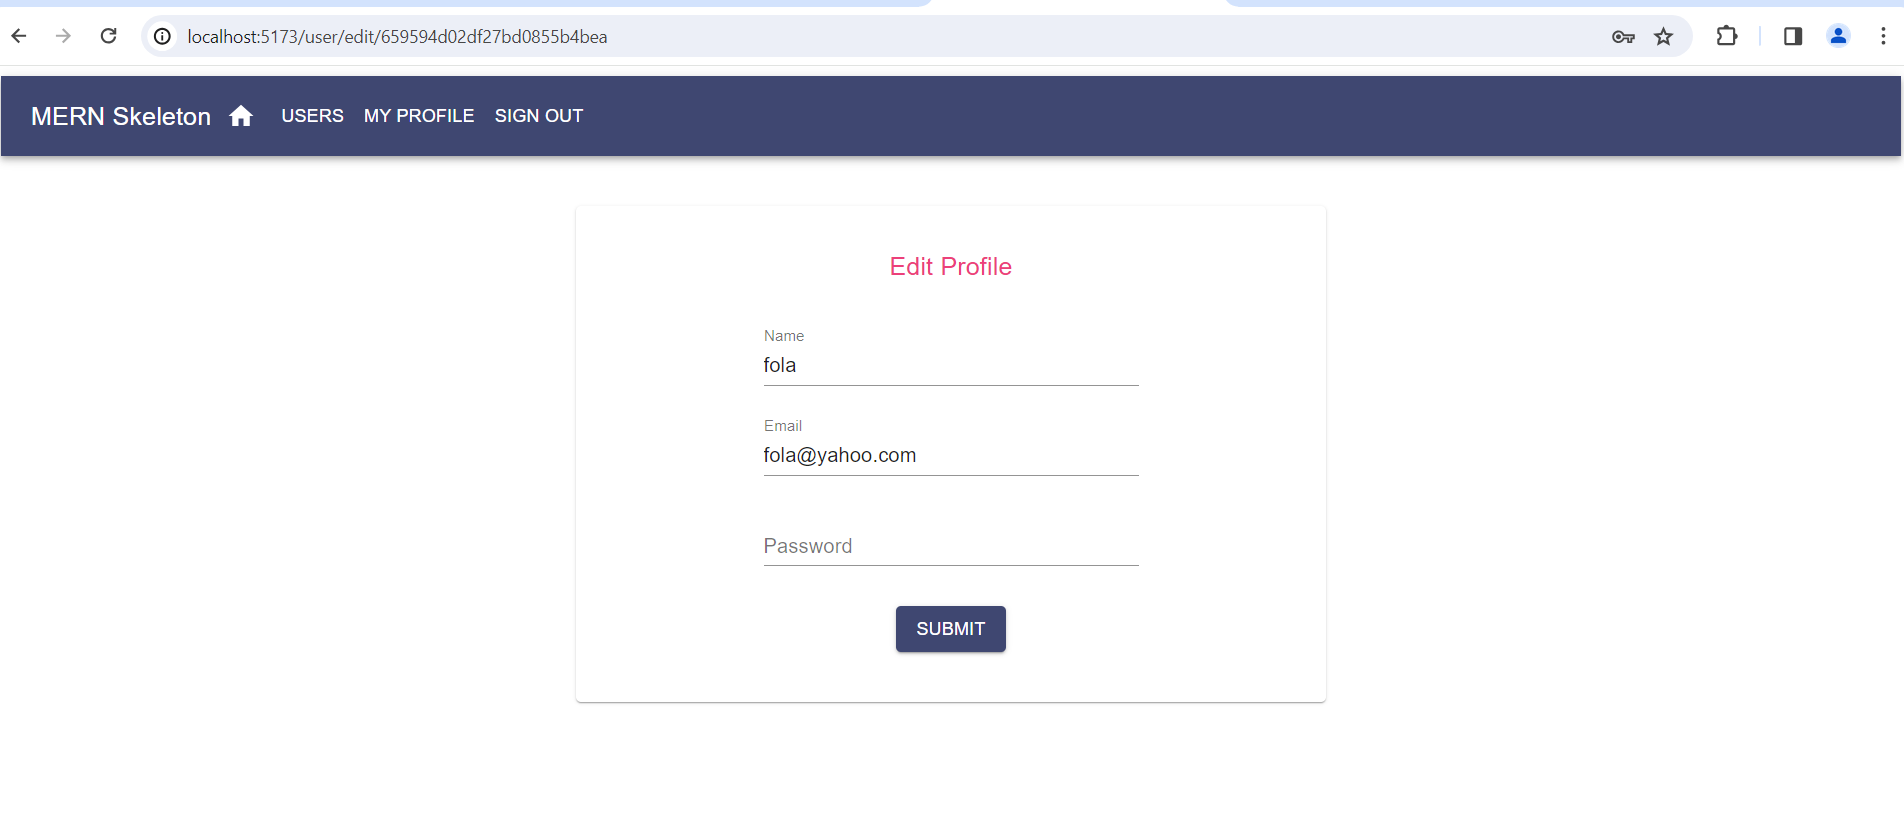 localhost:5173/user/edit/659594d02df27bd0855b4bea
MERN Skeleton USERS MY PROFILE SIGN OUT
Edit Profile
Name
fola
Email
fola@yahoo.com
Password
SUBMIT